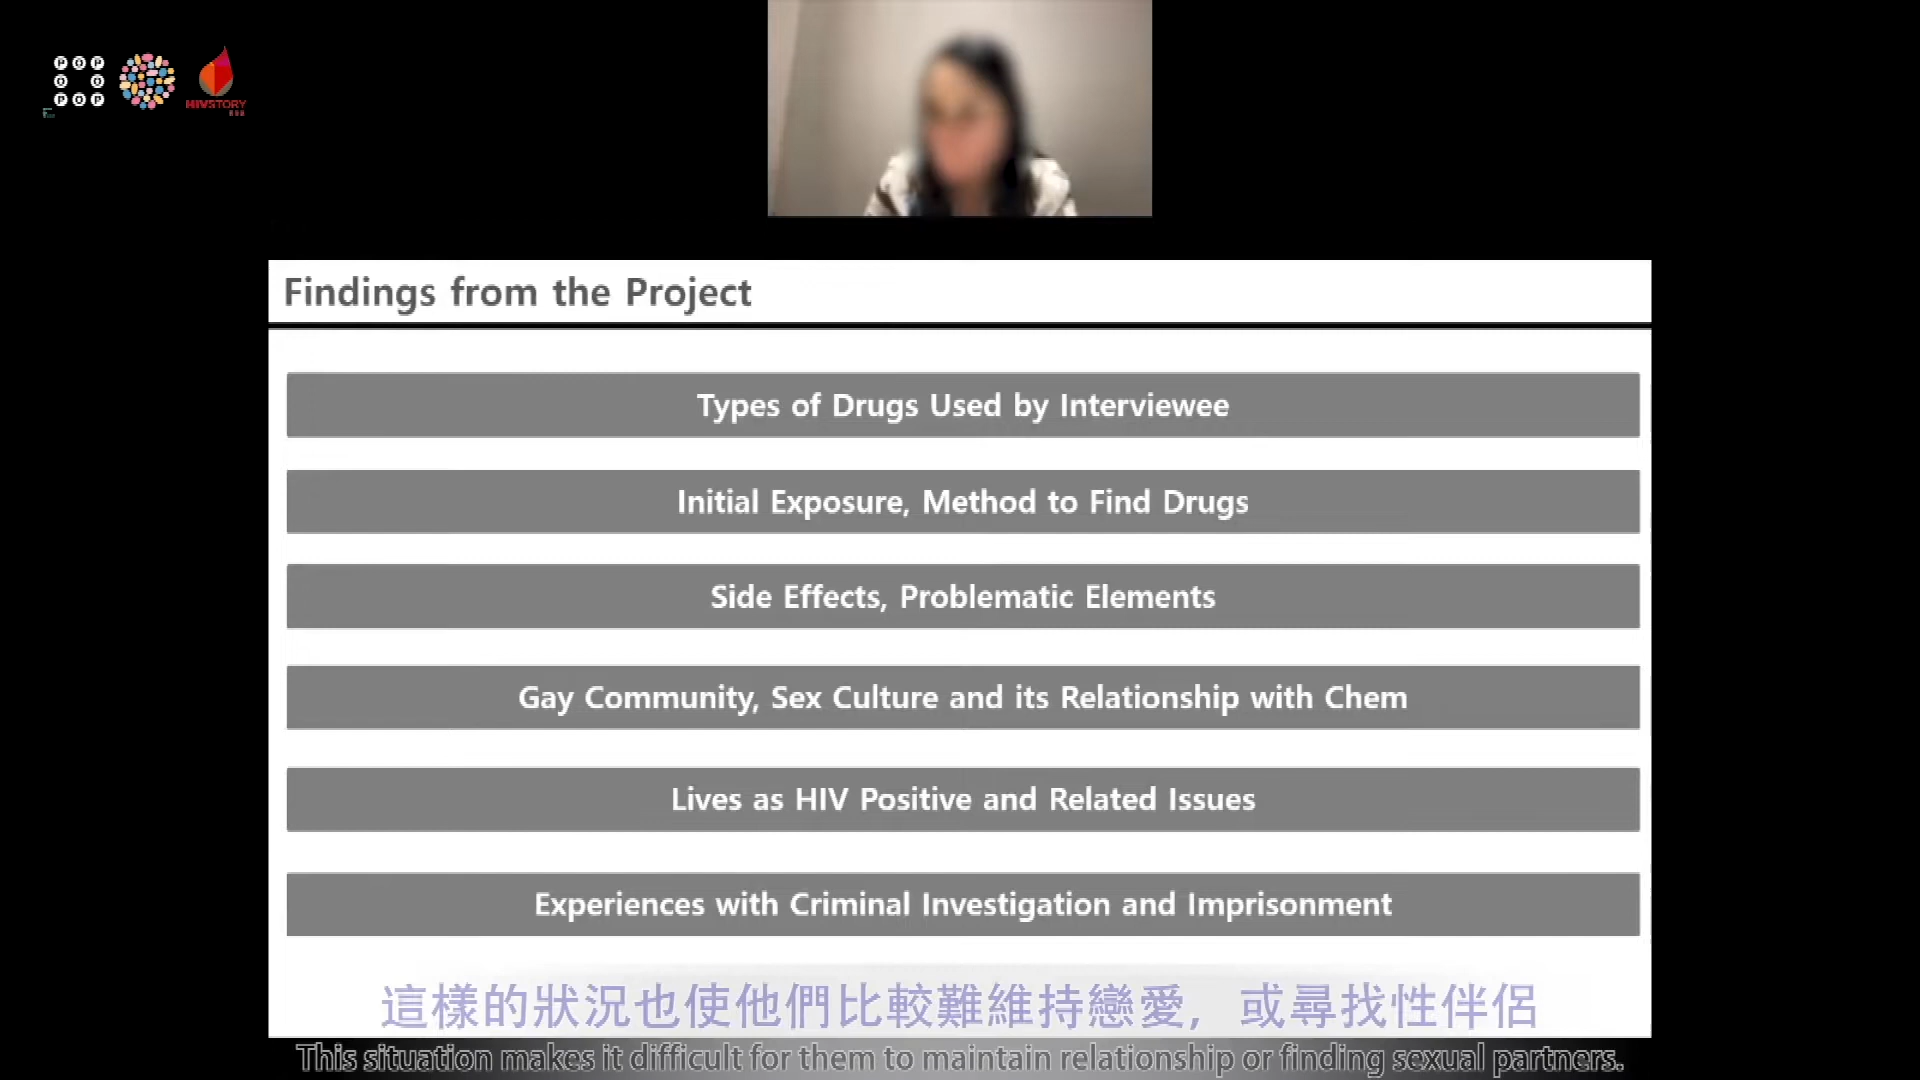 POP
O O
POP
HIVSTORY
Findings from the Project
Types of Drugs Used by Interviewee
Initial Exposure, Method to Find Drugs
Side Effects, Problematic Elements
Gay Community, Sex Culture and its Relationship with Chem
Lives as HIV Positive and Related Issues
Experiences with Criminal Investigation and Imprisonment
這樣的狀況也使他們比較難維持戀愛，或尋找性伴侶
This situation makes it difficult for them to maintain relationship or finding sexual partners.